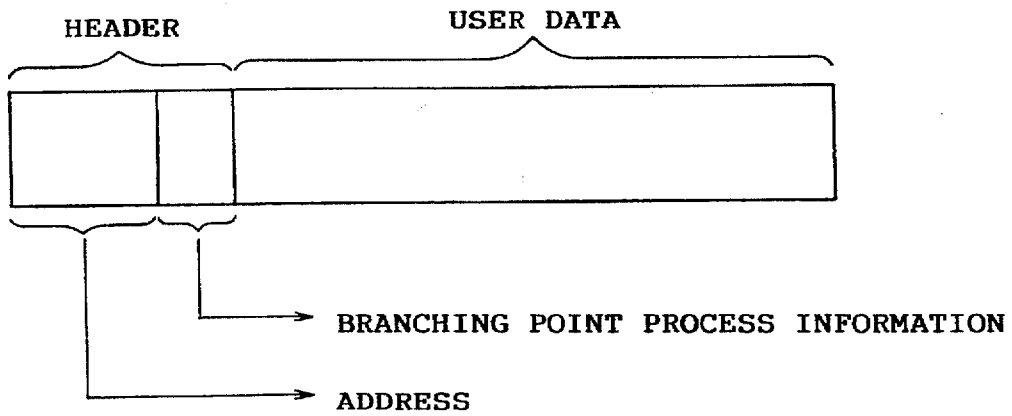 HEADER
USER DATA
BRANCHING POINT PROCESS INFORMATION
ADDRESS